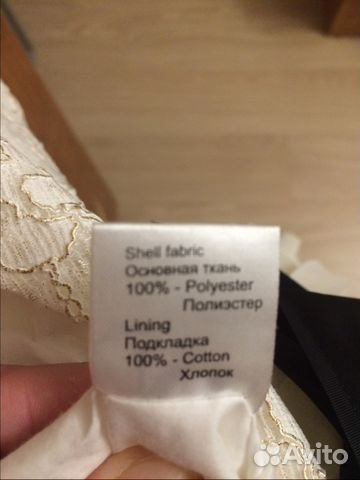 Shell fabric
Основная ткань
100% - Polyester
Полиэстер
Lining
Подкладка
100% - Cotton
Хлопок
Avito